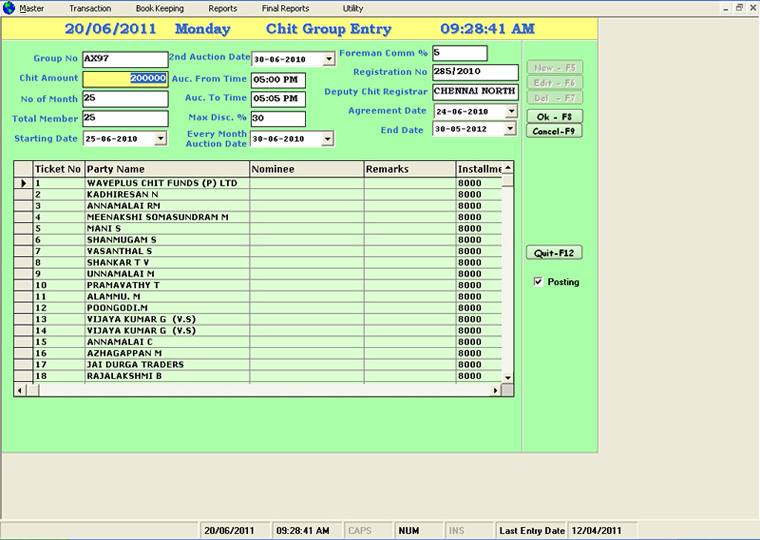 Master Transaction Book Keeping Reports Final Reports Utility
20/06/2011 Monday Chit Group Entry 09:28:41 AM
Group No AX97 2nd Auction Date 30-06-2010 Foreman Comm % 5
Chit Amount 200000 Auc. From Time 05:00 PM Registration No 285/2010
No of Month 25 Auc. To Time 05:05 PM Deputy Chit Registrar CHENNAI NORTH
Total Member 25 Max Disc. % 30 Agreement Date 24-06-2010
Starting Date 25-06-2010 Every Month Auction Date 30-06-2010 End Date 30-05-2012
New - F5
Edit - F6
Del - F7
Ok - F8
Cancel-F9
Quit-F12
Posting
Ticket No Party Name Nominee Remarks Installme
1 WAVEPLUS CHIT FUNDS (P) LTD 8000
2 KADHIRESAN N 8000
3 ANNAMALAI RM 8000
4 MEENAKSHI SOMASUNDRAM M 8000
5 MANI S 8000
6 SHANMUGAM S 8000
7 VASANTHAL S 8000
8 SHANKAR T V 8000
9 UNNAMALAI M 8000
10 PRAMAVATHY T 8000
11 ALAMMU. M 8000
12 POONGODI.M 8000
13 VIJAYA KUMAR G (V.S) 8000
14 VIJAYA KUMAR G (V.S) 8000
15 ANNAMALAI C 8000
16 AZHAGAPPAN M 8000
17 JAI DURGA TRADERS 8000
18 RAJALAKSHMI B 8000
20/06/2011 09:28:41 AM CAPS NUM INS Last Entry Date 12/04/2011